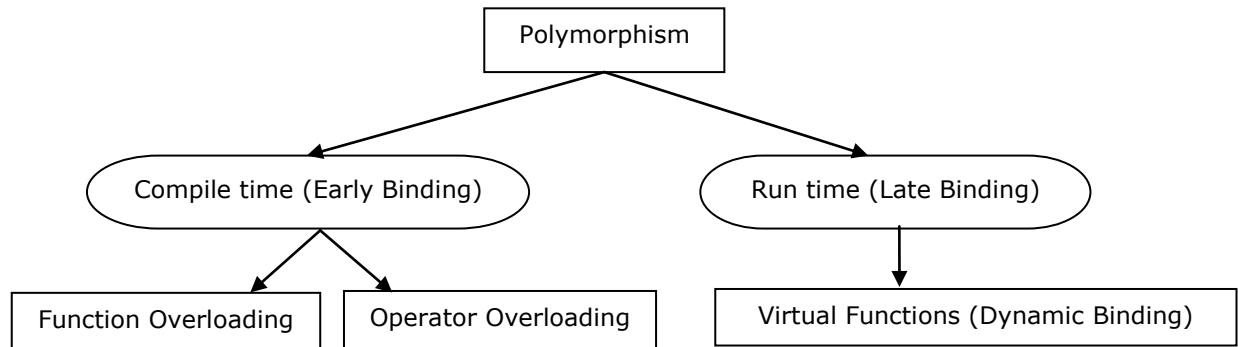 Polymorphism
Compile time (Early Binding)
Run time (Late Binding)
Function Overloading
Operator Overloading
Virtual Functions (Dynamic Binding)